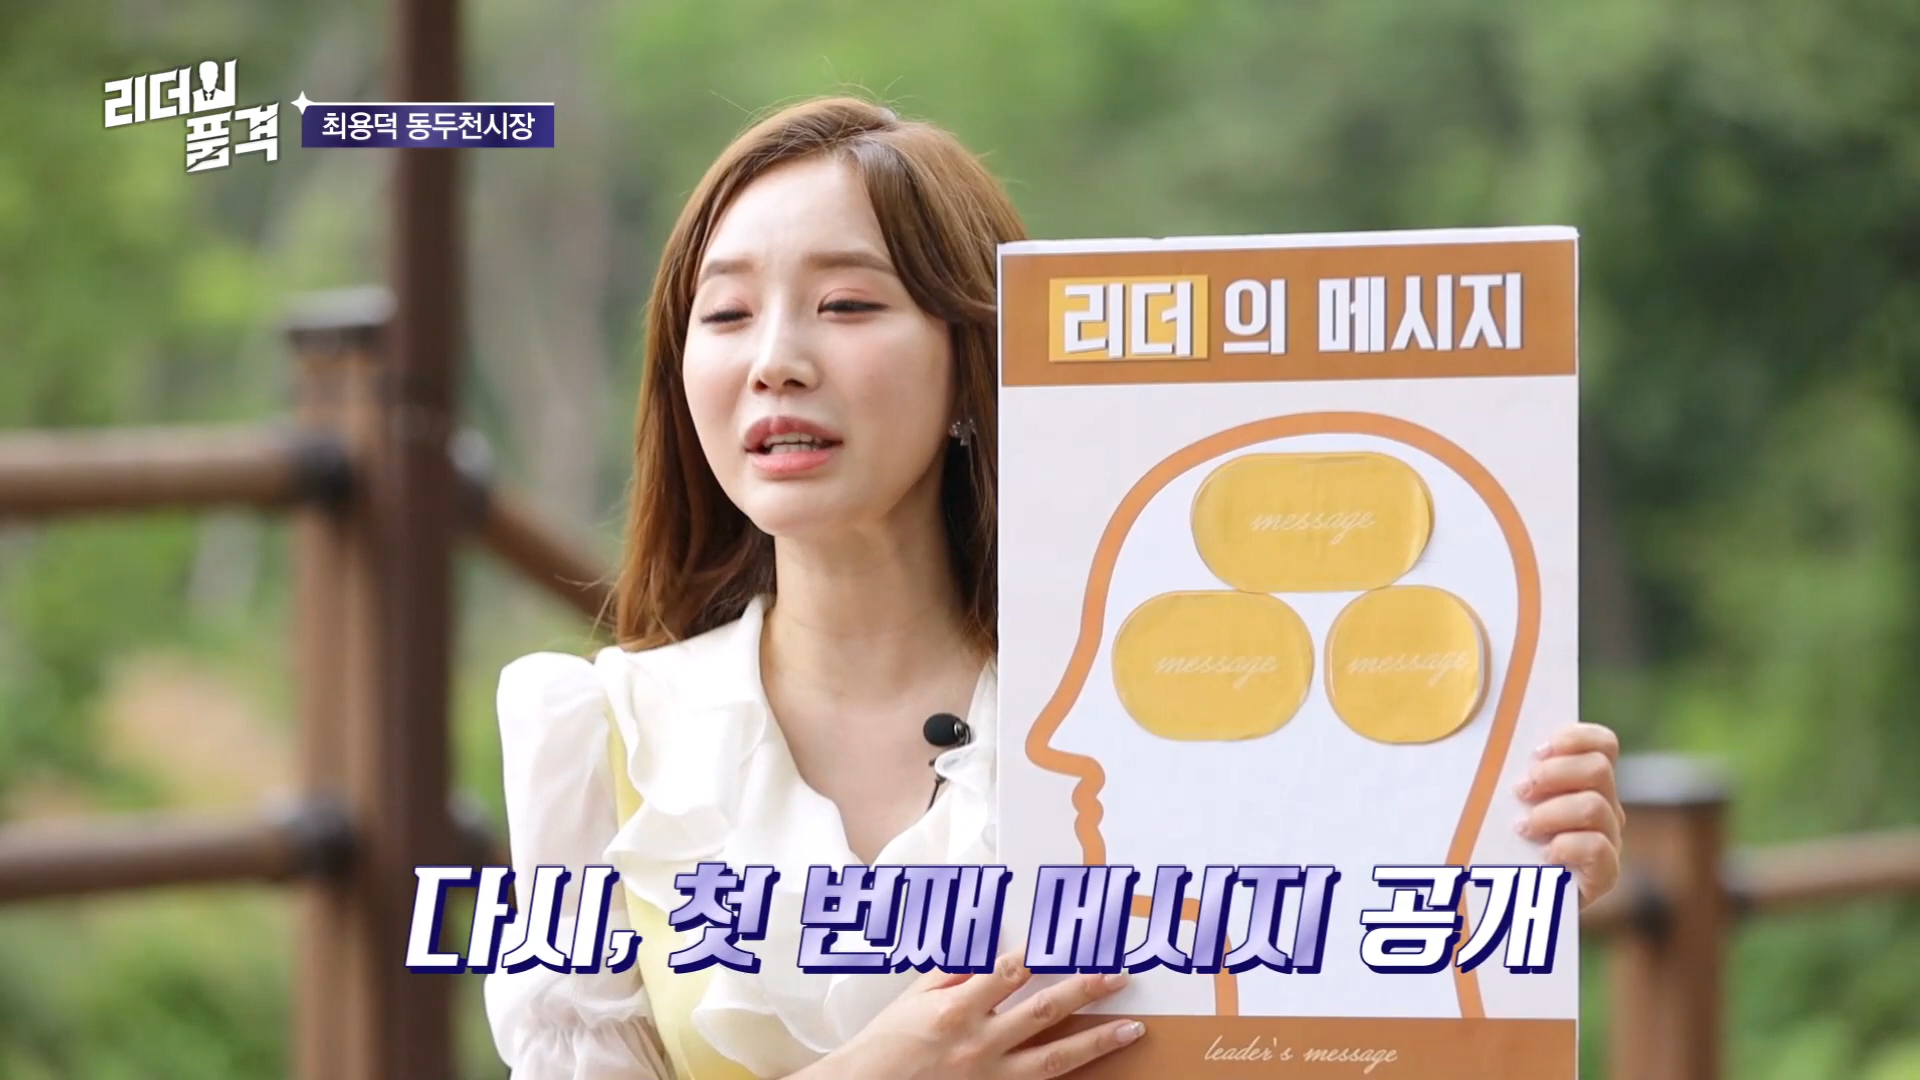 리더의
품격
최용덕 동두천시장
리더의 메시지
message
message
message
다시, 첫 번째 메시지 공개
leader's message